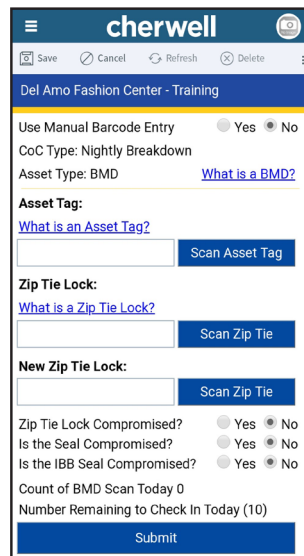 cherwell
Save Cancel Refresh Delete
Del Amo Fashion Center - Training
Use Manual Barcode Entry Yes No
CoC Type: Nightly Breakdown
Asset Type: BMD What is a BMD?
Asset Tag:
What is an Asset Tag?
Scan Asset Tag
Zip Tie Lock:
What is a Zip Tie Lock?
Scan Zip Tie
New Zip Tie Lock:
Scan Zip Tie
Zip Tie Lock Compromised? Yes No
Is the Seal Compromised? Yes No
Is the IBB Seal Compromised? Yes No
Count of BMD Scan Today 0
Number Remaining to Check In Today (10)
Submit